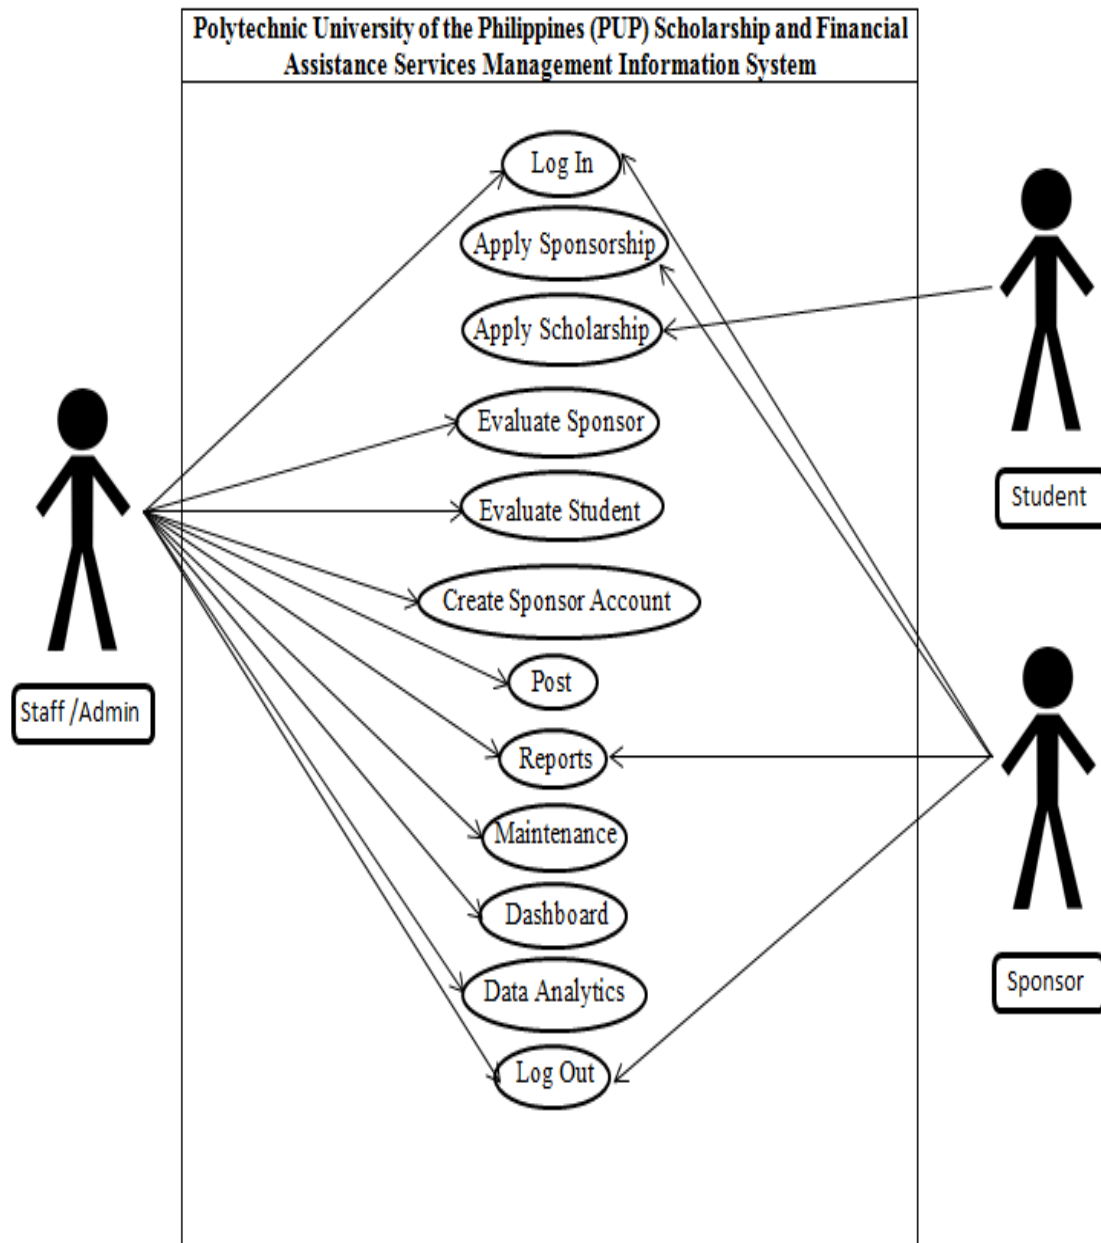 Polytechnic University of the Philippines (PUP) Scholarship and Financial
Assistance Services Management Information System
Log In
Apply Sponsorship
Apply Scholarship
Evaluate Sponsor
Evaluate Student
Student
Create Sponsor Account
Post
Staff /Admin
Reports
Maintenance
Dashboard
Data Analytics
Sponsor
Log Out